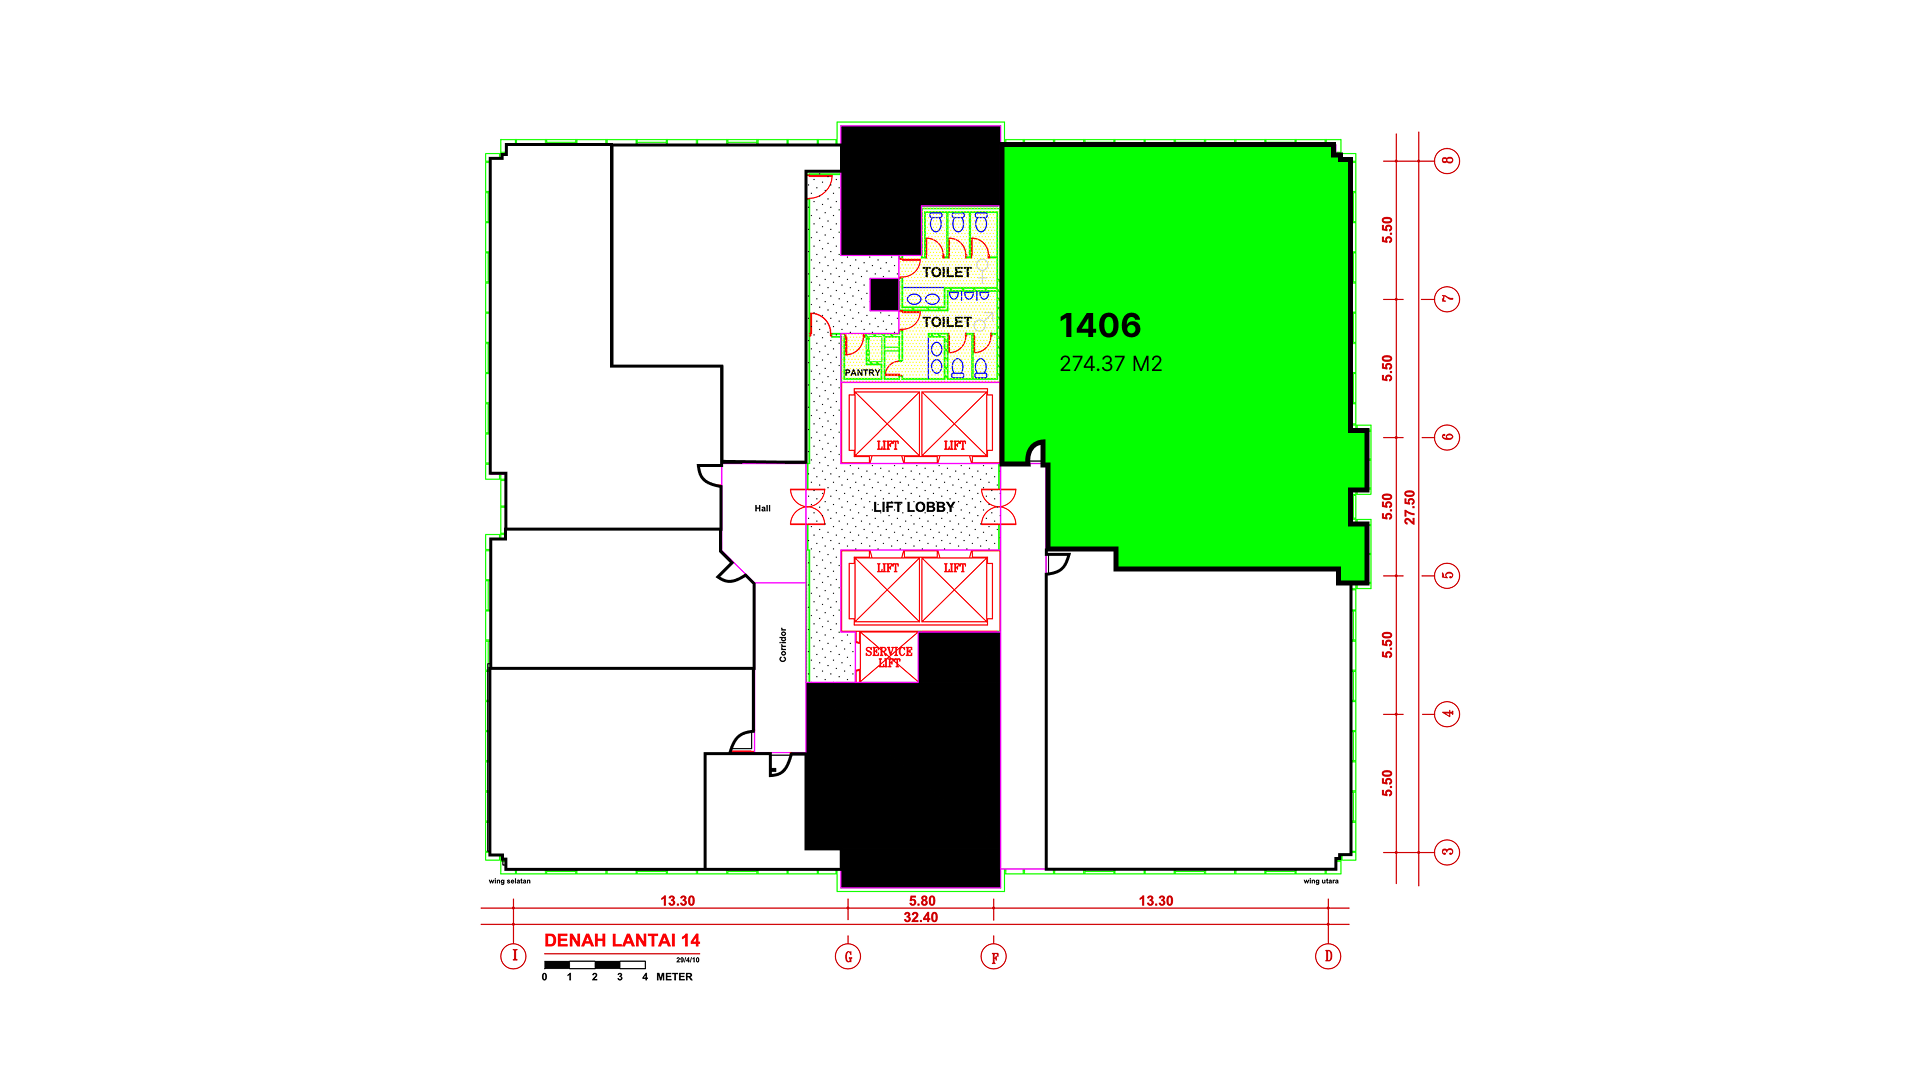 8
5.50
TOILET
7
1406
TOILET
274.37 M2
5.50
PANTRY
6
LIFT
LIFT
Hall
LIFT LOBBY
5.50
27.50
LIFT
LIFT
5
Corridor
SERVICE
LIFT
5.50
4
5.50
3
wing selatan
wing utara
13.30
5.80
13.30
32.40
DENAH LANTAI 14
I
G
F
D
29/4/10
0 1 2 3 4 METER